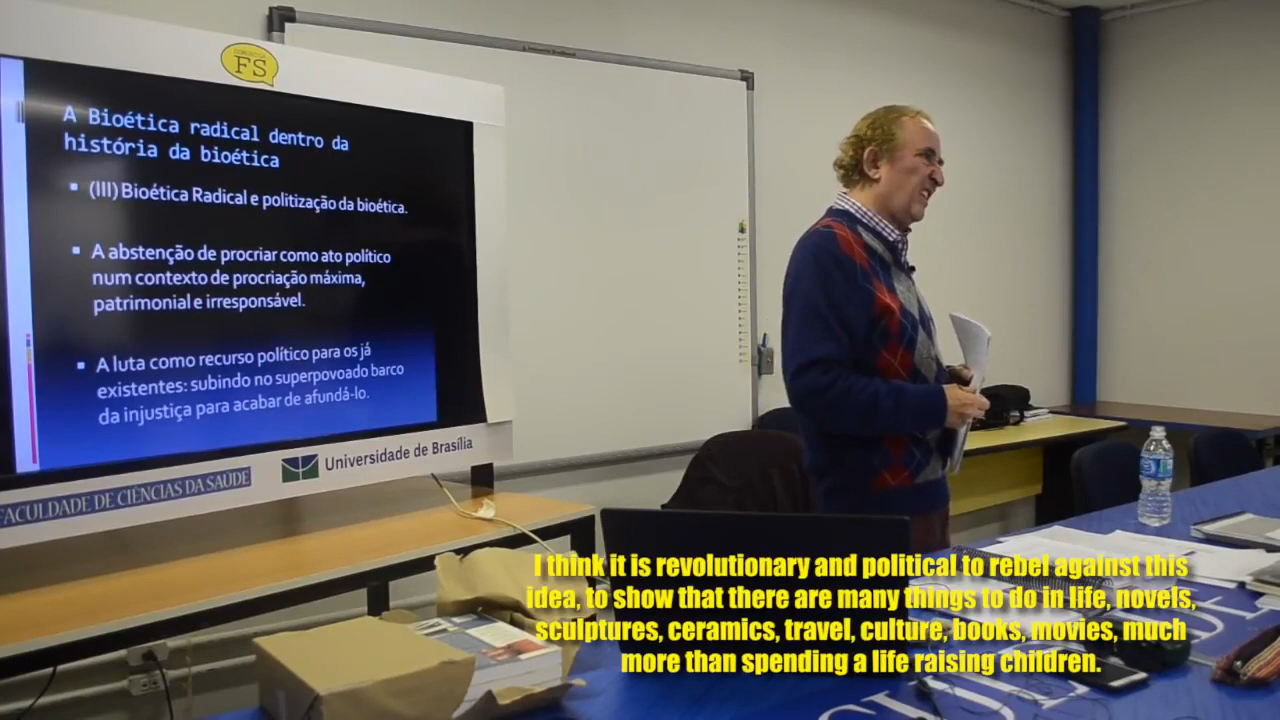 FS
A Bioética radical dentro da
história da bioética
(III) Bioética Radical e politização da bioética.
A abstenção de procriar como ato político
num contexto de procriação máxima,
patrimonial e irresponsável.
A luta como recurso político para os já
existentes: subindo no superpovoado barco
da injustiça para acabar de afundá-lo.
FACULDADE DE CIÊNCIAS DA SAÚDE
Universidade de Brasília
I think it is revolutionary and political to rebel against this
idea, to show that there are many things to do in life, novels,
sculptures, ceramics, travel, culture, books, movies, much
more than spending a life raising children.